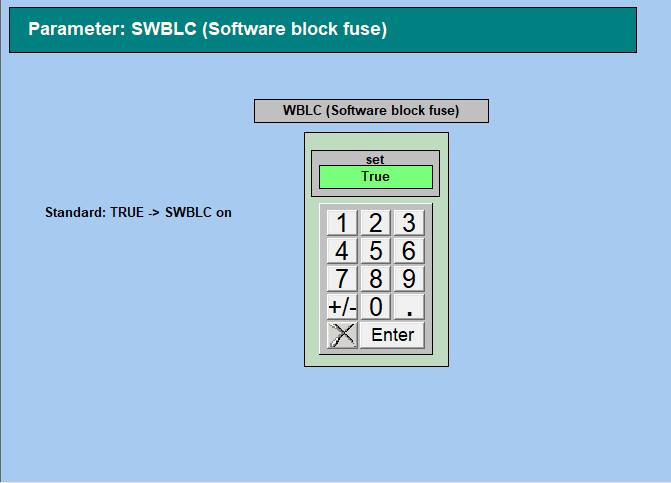 Parameter: SWBLC (Software block fuse)
WBLC (Software block fuse)
set
True
Standard: TRUE -> SWBLC on
1 2 3
4 5 6
7 8 9
+/- 0 .
Enter